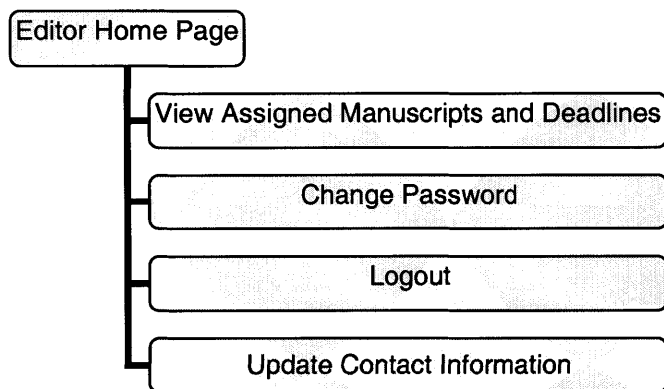 Editor Home Page
View Assigned Manuscripts and Deadlines
Change Password
Logout
Update Contact Information